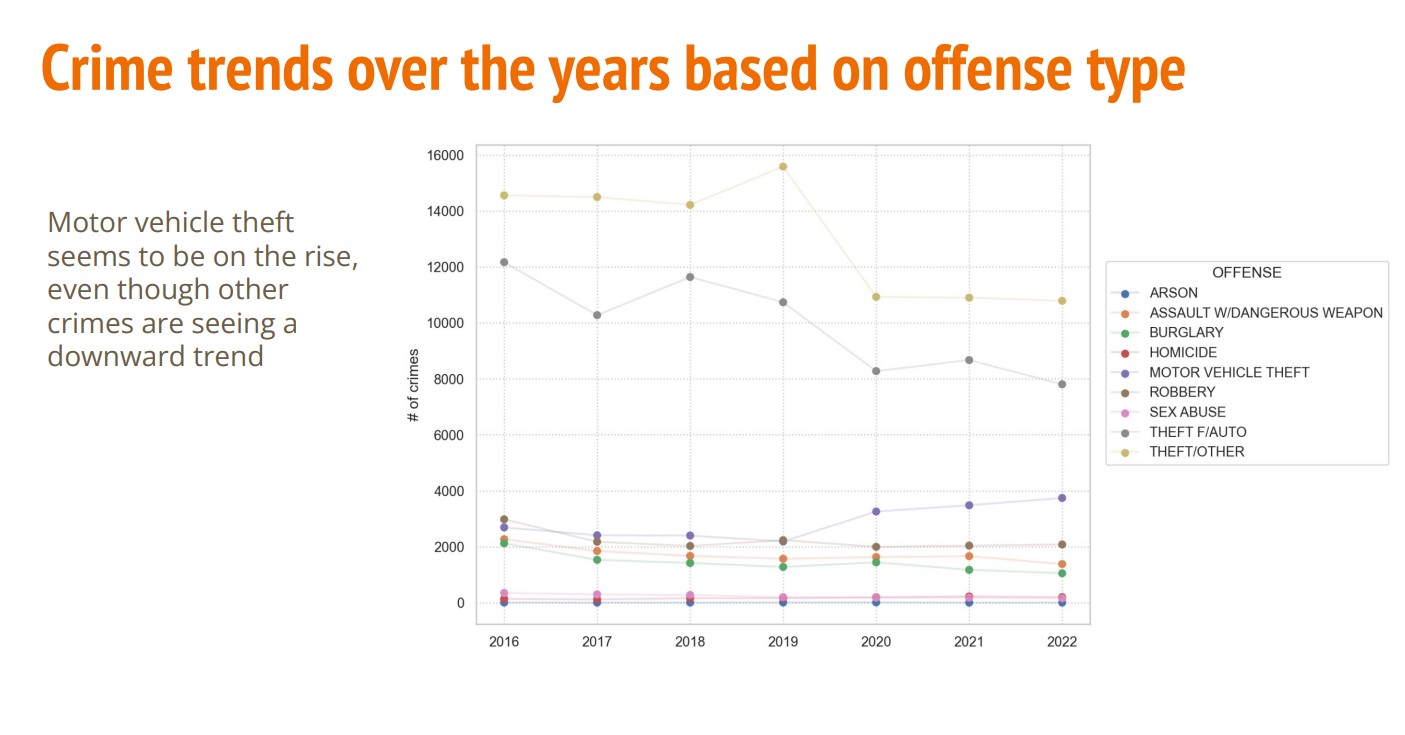 Crime trends over the years based on offense type
Motor vehicle theft
seems to be on the rise,
even though other
crimes are seeing a
downward trend
# of crimes
16000
14000
12000
10000
8000
6000
4000
2000
0
2016 2017 2018 2019 2020 2021 2022
OFFENSE
ARSON
ASSAULT W/DANGEROUS WEAPON
BURGLARY
HOMICIDE
MOTOR VEHICLE THEFT
ROBBERY
SEX ABUSE
THEFT F/AUTO
THEFT/OTHER